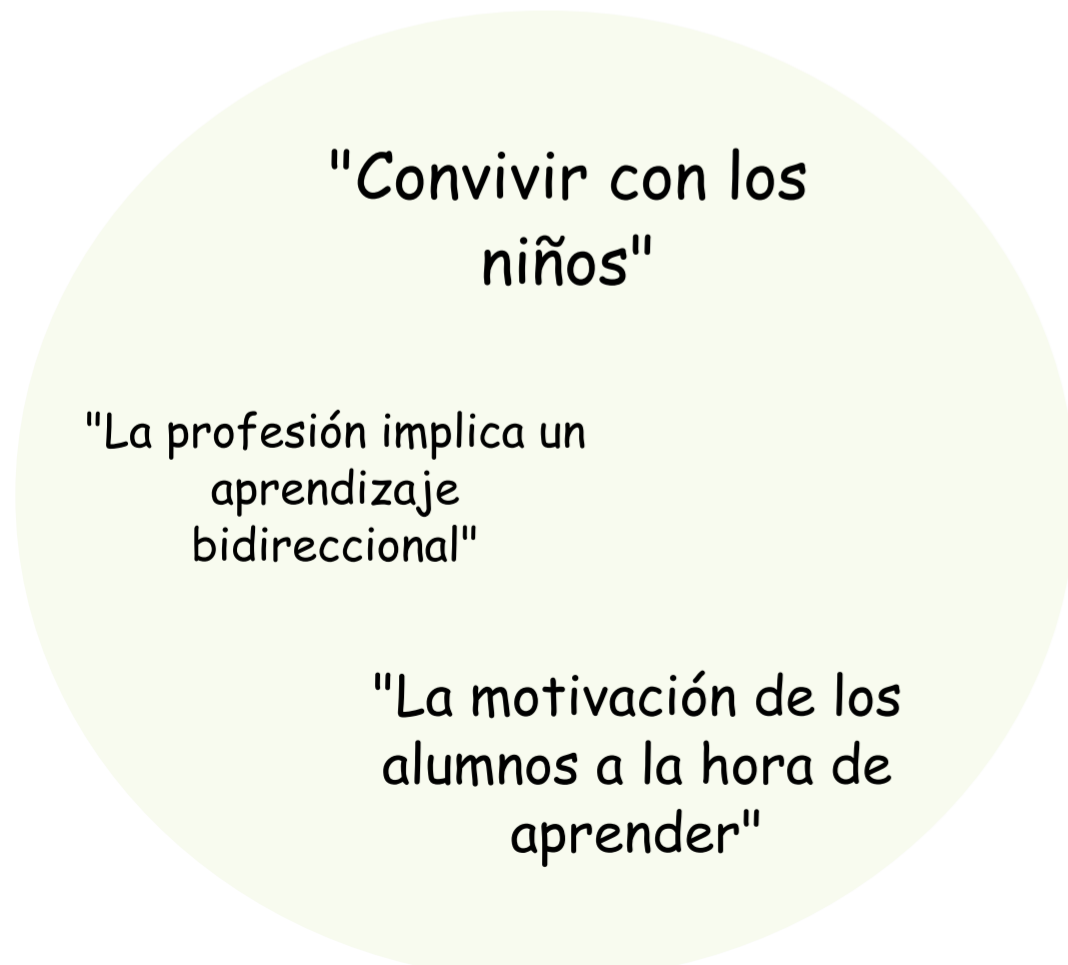 "Convivir con los
niños"
"La profesión implica un
aprendizaje
bidireccional"
"La motivación de los
alumnos a la hora de
aprender"